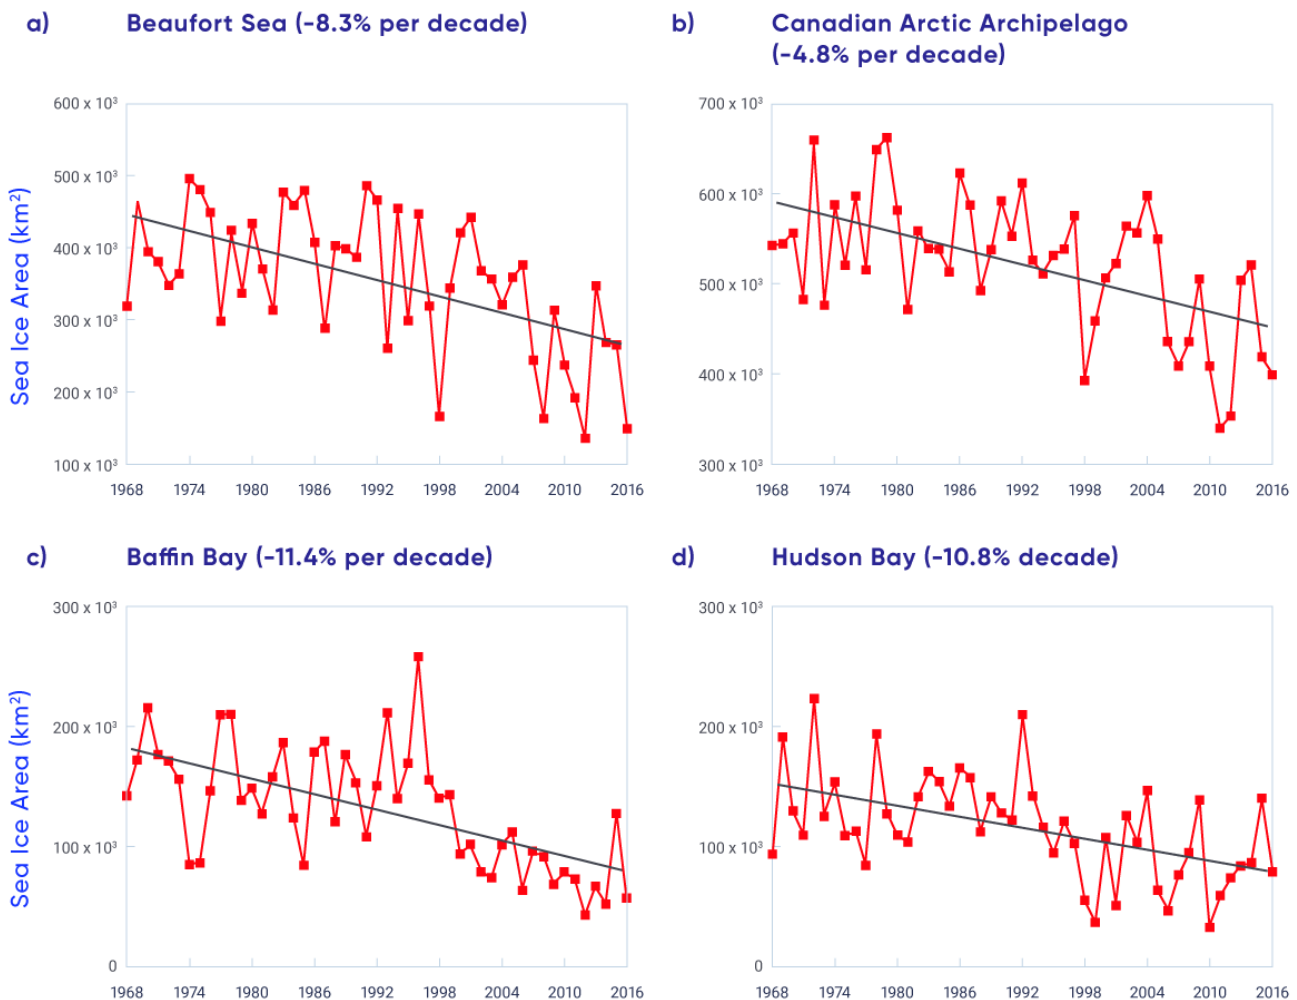 a) Beaufort Sea (-8.3% per decade)
600 x 10³
500 x 10³
400 x 10³
300 x 10³
200 x 10³
100 x 10³
Sea Ice Area (km²)
1968 1974 1980 1986 1992 1998 2004 2010 2016
b) Canadian Arctic Archipelago
(-4.8% per decade)
700 x 10³
600 x 10³
500 x 10³
400 x 10³
300 x 10³
1968 1974 1980 1986 1992 1998 2004 2010 2016
c) Baffin Bay (-11.4% per decade)
300 x 10³
200 x 10³
100 x 10³
0
Sea Ice Area (km²)
1968 1974 1980 1986 1992 1998 2004 2010 2016
d) Hudson Bay (-10.8% decade)
300 x 10³
200 x 10³
100 x 10³
0
1968 1974 1980 1986 1992 1998 2004 2010 2016